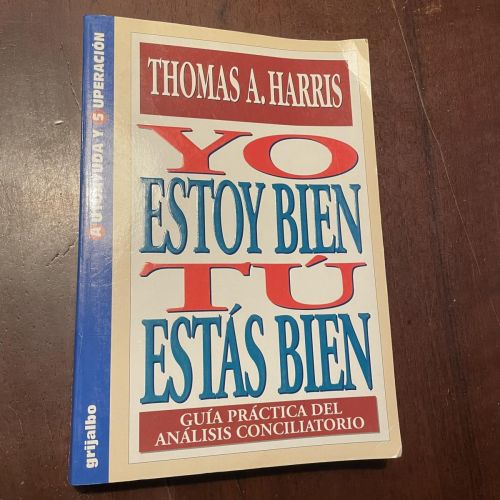 THOMAS A. HARRIS
YO
ESTOY BIEN
TÚ
ESTÁS BIEN
GUÍA PRÁCTICA DEL
ANÁLISIS CONCILIATORIO
AUTOAYUDA Y SUPERACIÓN
grijalbo